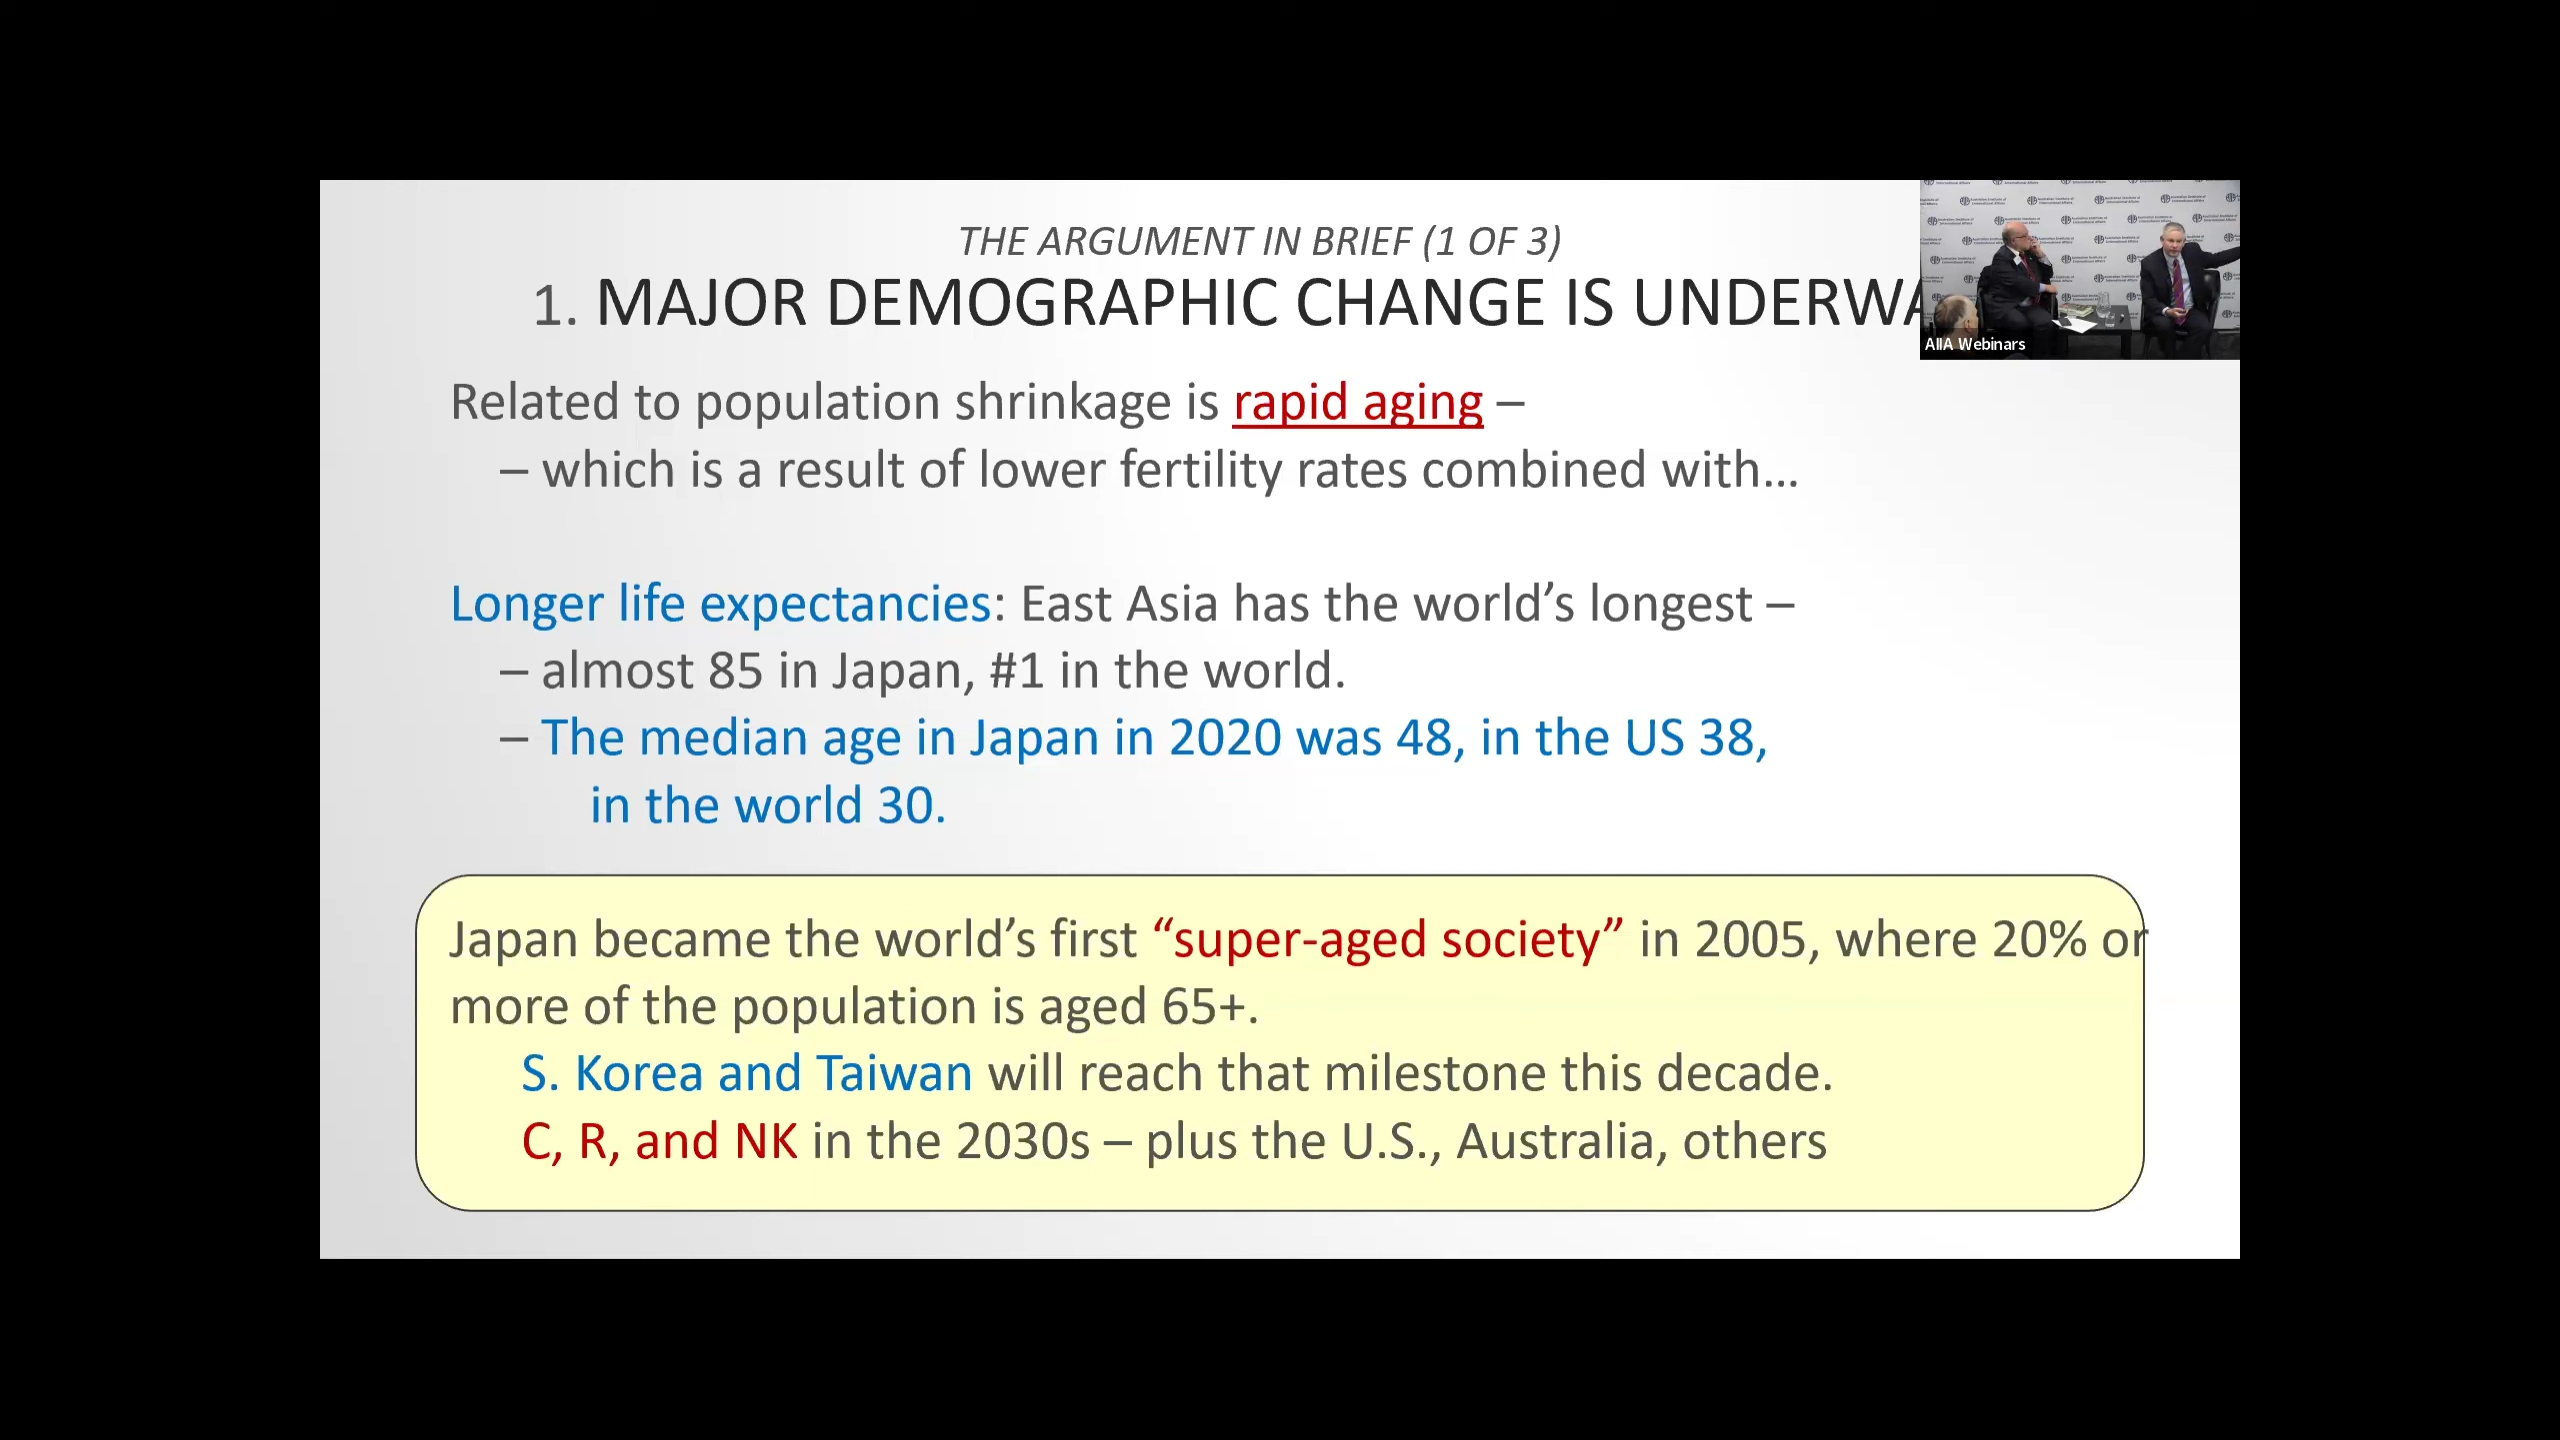 THE ARGUMENT IN BRIEF (1 OF 3)
1. MAJOR DEMOGRAPHIC CHANGE IS UNDERWA
AIIA Webinars
Related to population shrinkage is rapid aging –
– which is a result of lower fertility rates combined with…
Longer life expectancies: East Asia has the world’s longest –
– almost 85 in Japan, #1 in the world.
– The median age in Japan in 2020 was 48, in the US 38,
in the world 30.
Japan became the world’s first “super-aged society” in 2005, where 20% or
more of the population is aged 65+.
S. Korea and Taiwan will reach that milestone this decade.
C, R, and NK in the 2030s – plus the U.S., Australia, others